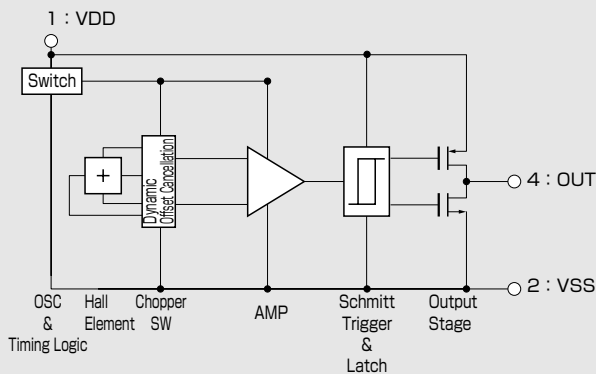 1 : VDD
Switch
+
Dynamic
Offset Cancellation
4 : OUT
2 : VSS
OSC
&
Timing Logic
Hall
Element
Chopper
SW
AMP
Schmitt
Trigger
&
Latch
Output
Stage